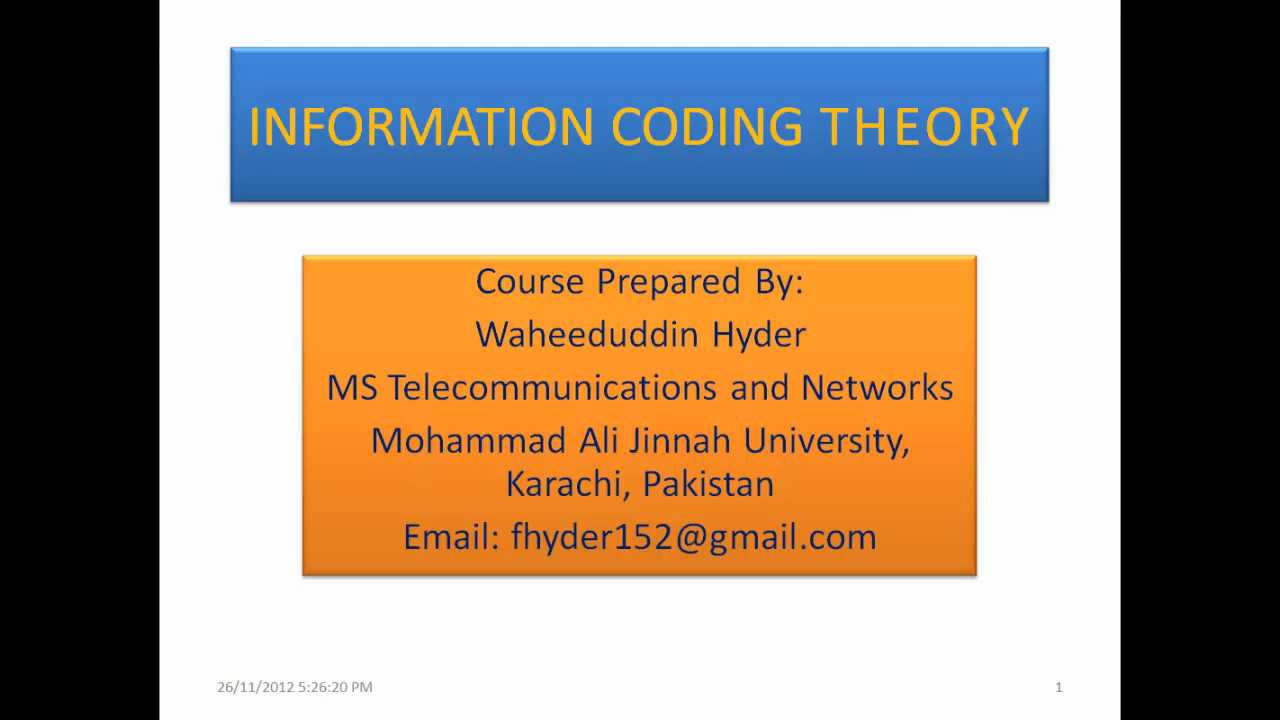 INFORMATION CODING THEORY
Course Prepared By:
Waheeduddin Hyder
MS Telecommunications and Networks
Mohammad Ali Jinnah University,
Karachi, Pakistan
Email: fhyder152@gmail.com
26/11/2012 5:26:20 PM
1